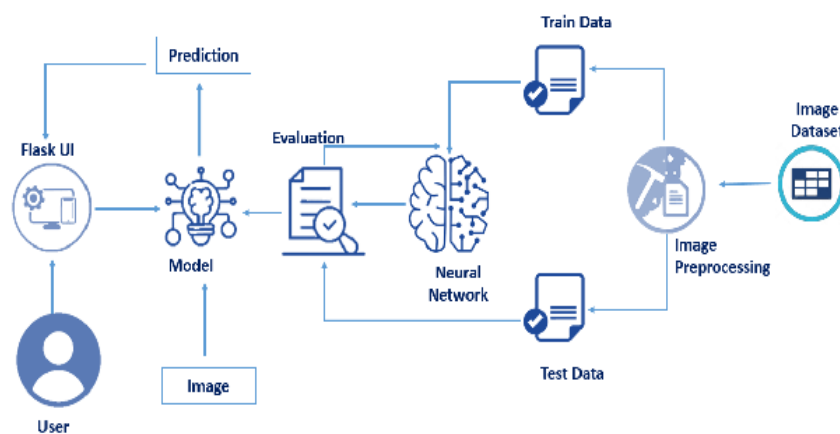 Train Data
Prediction
Image
Dataset
Evaluation
Flask UI
Image
Preprocessing
Model
Neural
Network
Image
Test Data
User